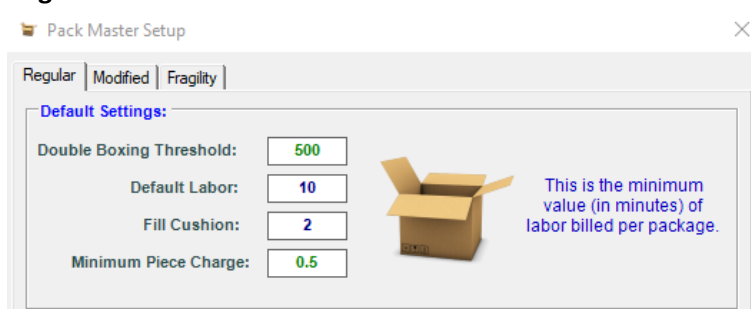 Pack Master Setup
Regular Modified Fragility
Default Settings:
Double Boxing Threshold: 500
Default Labor: 10
Fill Cushion: 2
Minimum Piece Charge: 0.5
This is the minimum
value (in minutes) of
labor billed per package.